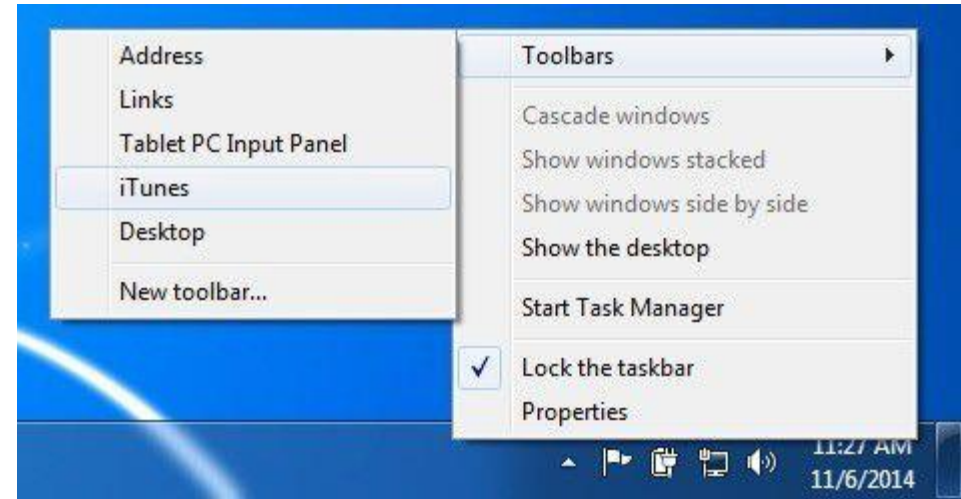 Address
Links
Tablet PC Input Panel
iTunes
Desktop
New toolbar...
Toolbars
Cascade windows
Show windows stacked
Show windows side by side
Show the desktop
Start Task Manager
Lock the taskbar
Properties
11:27 AM
11/6/2014